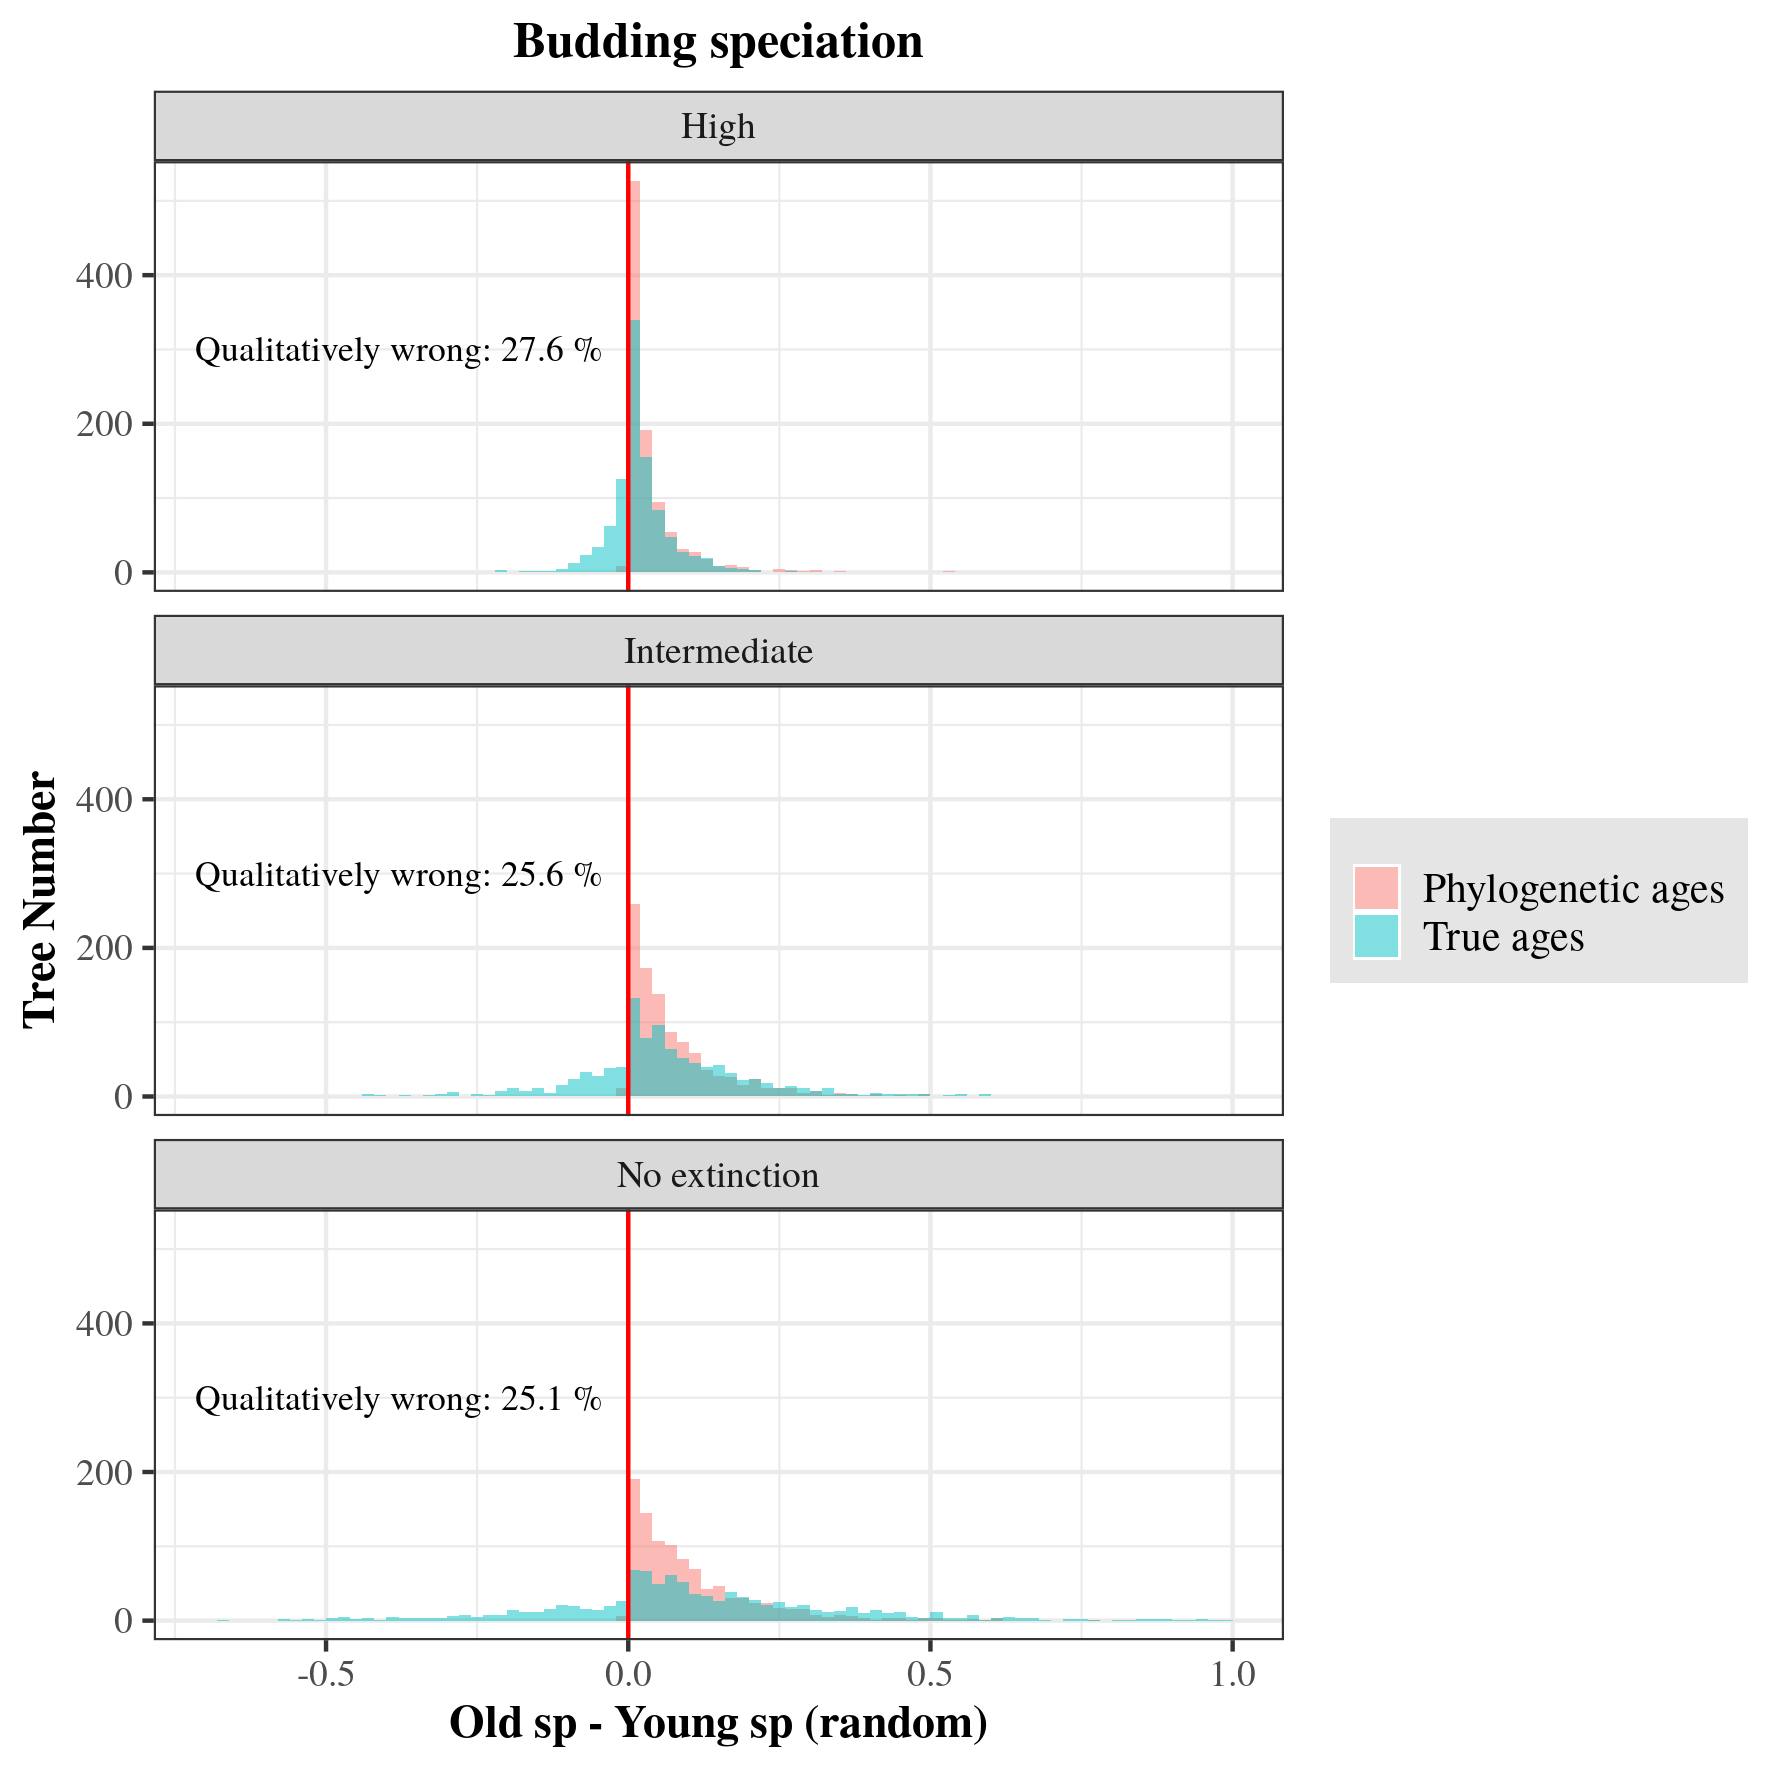 Budding speciation
High
400
200
0
Qualitatively wrong: 27.6 %
Intermediate
400
200
0
Qualitatively wrong: 25.6 %
No extinction
400
200
0
Qualitatively wrong: 25.1 %
-0.5 0.0 0.5 1.0
Old sp - Young sp (random)
Tree Number
Phylogenetic ages
True ages